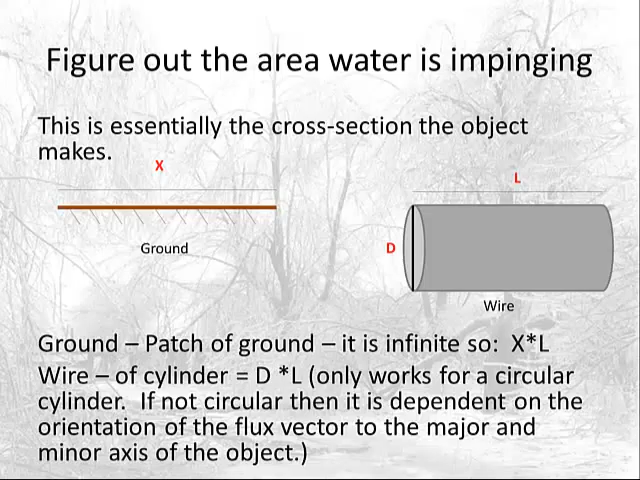 Figure out the area water is impinging
This is essentially the cross-section the object
makes.
X
L
Ground
D
Wire
Ground – Patch of ground – it is infinite so:  X*L
Wire – of cylinder = D *L (only works for a circular
cylinder.  If not circular then it is dependent on the
orientation of the flux vector to the major and
minor axis of the object.)